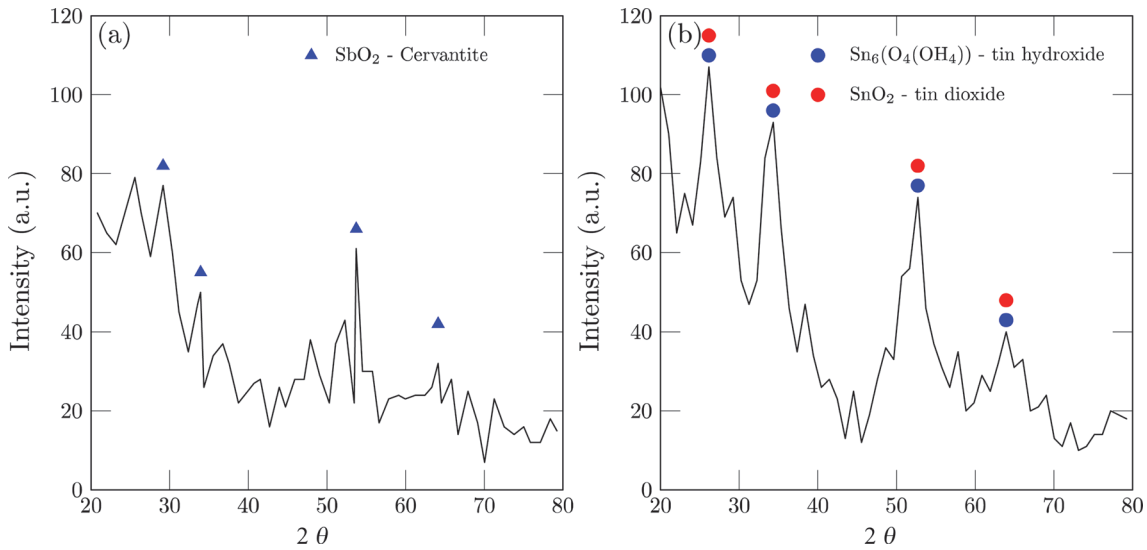 (a)
SbO₂ - Cervantite
Intensity (a.u.)
120
100
80
60
40
20
0
20 30 40 50 60 70 80
2 θ
(b)
Sn₆(O₄(OH₄)) - tin hydroxide
SnO₂ - tin dioxide
Intensity (a.u.)
120
100
80
60
40
20
0
20 30 40 50 60 70 80
2 θ